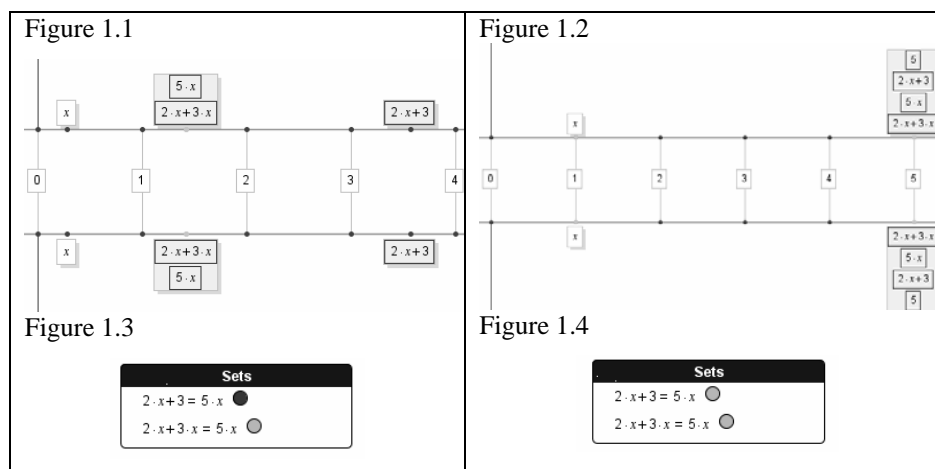 Figure 1.1
5 · x
x
2 · x+3 · x
2 · x+3
0
1
2
3
4
x
2 · x+3 · x
2 · x+3
5 · x
Figure 1.3
Sets
2 · x+3 = 5 · x
2 · x+3 · x = 5 · x
Figure 1.2
5
2 · x+3
5 · x
x
2 · x+3 · x
0
1
2
3
4
5
x
2 · x+3 · x
5 · x
2 · x+3
5
Figure 1.4
Sets
2 · x+3 = 5 · x
2 · x+3 · x = 5 · x